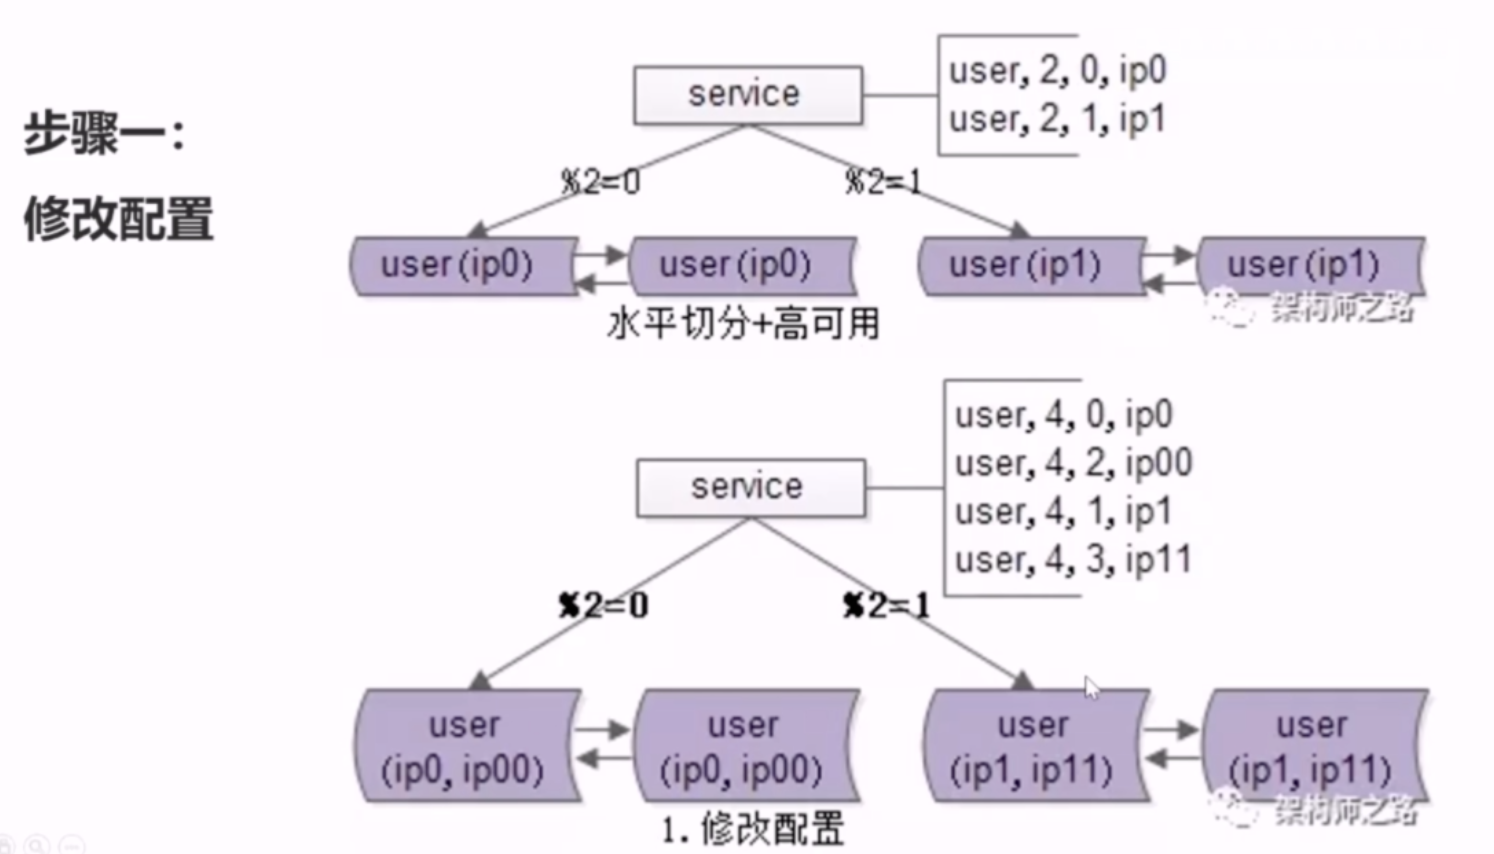 步骤一：
修改配置
service
user, 2, 0, ip0
user, 2, 1, ip1
%2=0
%2=1
user(ip0)
user(ip0)
user(ip1)
user(ip1)
架构师之路
水平切分+高可用
service
user, 4, 0, ip0
user, 4, 2, ip00
user, 4, 1, ip1
user, 4, 3, ip11
%2=0
%2=1
user
(ip0, ip00)
user
(ip0, ip00)
user
(ip1, ip11)
user
(ip1, ip11)
架构师之路
1. 修改配置